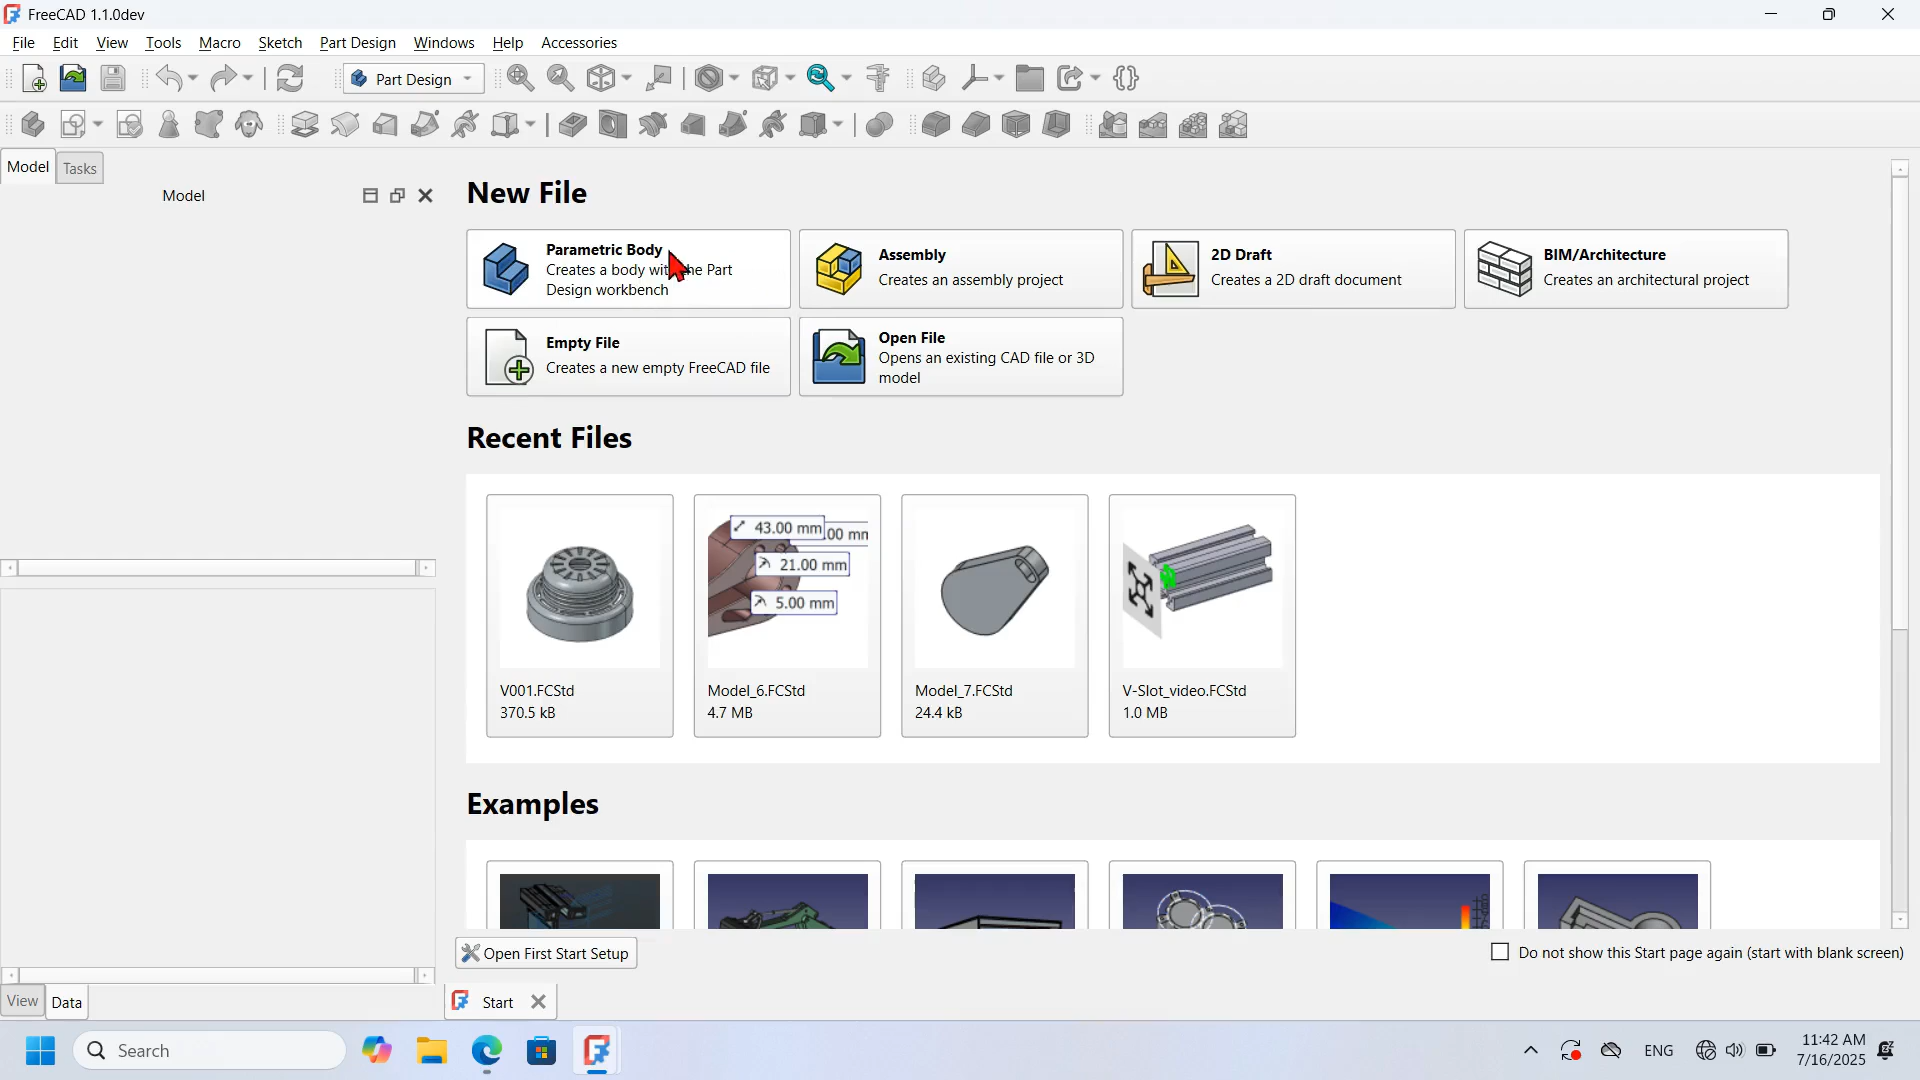 FreeCAD 1.1.0dev
File Edit View Tools Macro Sketch Part Design Windows Help Accessories
Part Design
Model Tasks
Model
New File
Parametric Body
Creates a body with the Part
Design workbench
Assembly
Creates an assembly project
2D Draft
Creates a 2D draft document
BIM/Architecture
Creates an architectural project
Empty File
Creates a new empty FreeCAD file
Open File
Opens an existing CAD file or 3D
model
Recent Files
43.00 mm
.00 mm
21.00 mm
5.00 mm
V001.FCStd
370.5 kB
Model_6.FCStd
4.7 MB
Model_7.FCStd
24.4 kB
V-Slot_video.FCStd
1.0 MB
Examples
Open First Start Setup
Do not show this Start page again (start with blank screen)
View Data
Start
Search
ENG
11:42 AM
7/16/2025